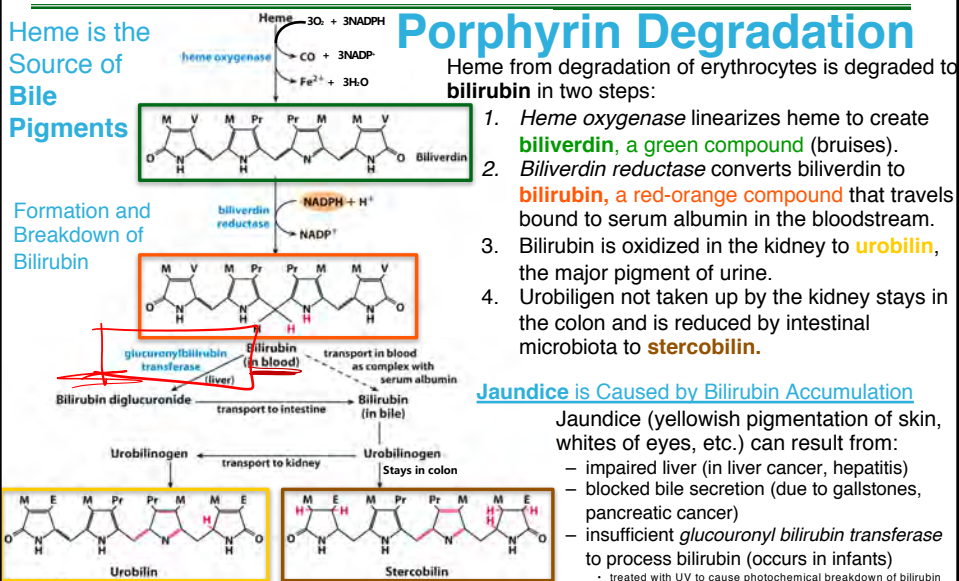 Porphyrin Degradation
Heme is the
Source of
Bile
Pigments
Formation and
Breakdown of
Bilirubin
Heme
3O₂ + 3NADPH
heme oxygenase
CO + 3NADP⁺
Fe²⁺ + 3H₂O
M V M Pr Pr M M V
O N H N H N N H O
Biliverdin
biliverdin
reductase
NADPH + H⁺
NADP⁺
M V M Pr Pr M M V
O N H N H N H N H O
H H
Bilirubin
(in blood)
glucuronylbilirubin
transferase
(liver)
transport in blood
as complex with
serum albumin
Bilirubin diglucuronide
transport to intestine
Bilirubin
(in bile)
Urobilinogen
transport to kidney
Urobilinogen
Stays in colon
M E M Pr Pr M M E
H
O N H N H N N H O
Urobilin
M E M Pr Pr M M E
H H H H H
O N H N H N N H O
Stercobilin
Heme from degradation of erythrocytes is degraded to
bilirubin in two steps:
1. Heme oxygenase linearizes heme to create
biliverdin, a green compound (bruises).
2. Biliverdin reductase converts biliverdin to
bilirubin, a red-orange compound that travels
bound to serum albumin in the bloodstream.
3. Bilirubin is oxidized in the kidney to urobilin,
the major pigment of urine.
4. Urobiligen not taken up by the kidney stays in
the colon and is reduced by intestinal
microbiota to stercobilin.
Jaundice is Caused by Bilirubin Accumulation
Jaundice (yellowish pigmentation of skin,
whites of eyes, etc.) can result from:
– impaired liver (in liver cancer, hepatitis)
– blocked bile secretion (due to gallstones,
pancreatic cancer)
– insufficient glucouronyl bilirubin transferase
to process bilirubin (occurs in infants)
· treated with UV to cause photochemical breakdown of bilirubin